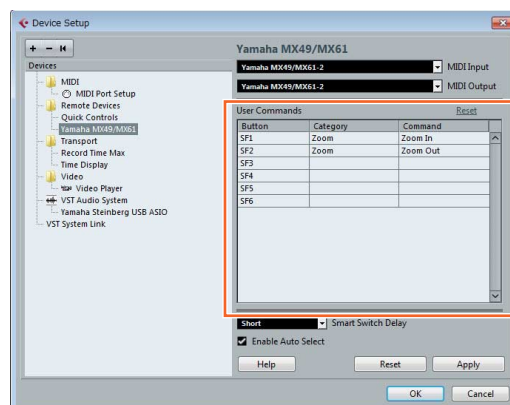 Device Setup
+ - 
Devices
MIDI
MIDI Port Setup
Remote Devices
Quick Controls
Yamaha MX49/MX61
Transport
Record Time Max
Time Display
Video
Video Player
VST Audio System
Yamaha Steinberg USB ASIO
VST System Link
Yamaha MX49/MX61
Yamaha MX49/MX61-2 MIDI Input
Yamaha MX49/MX61-2 MIDI Output
User Commands Reset
Button Category Command
SF1 Zoom Zoom In
SF2 Zoom Zoom Out
SF3
SF4
SF5
SF6
Short Smart Switch Delay
Enable Auto Select
Help Reset Apply
OK Cancel